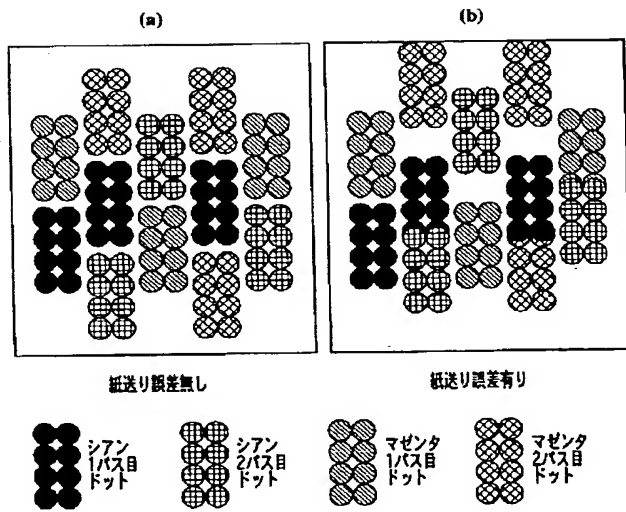 (a)
(b)
紙送り誤差無し
紙送り誤差有り
シアン
1パス目
ドット
シアン
2パス目
ドット
マゼンタ
1パス目
ドット
マゼンタ
2パス目
ドット